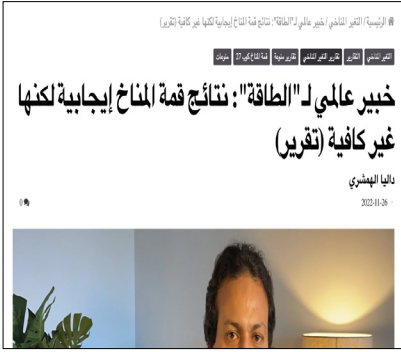 الرئيسية / التغير المناخي / خبير عالمي لـ"الطاقة": نتائج قمة المناخ إيجابية لكنها غير كافية (تقرير)
التغير المناخي التقارير تقارير التغير المناخي تقارير منوعة قمة المناخ كوب 27 منوعات
خبير عالمي لـ"الطاقة": نتائج قمة المناخ إيجابية لكنها
غير كافية (تقرير)
داليا الهمشري
2022-11-26
0